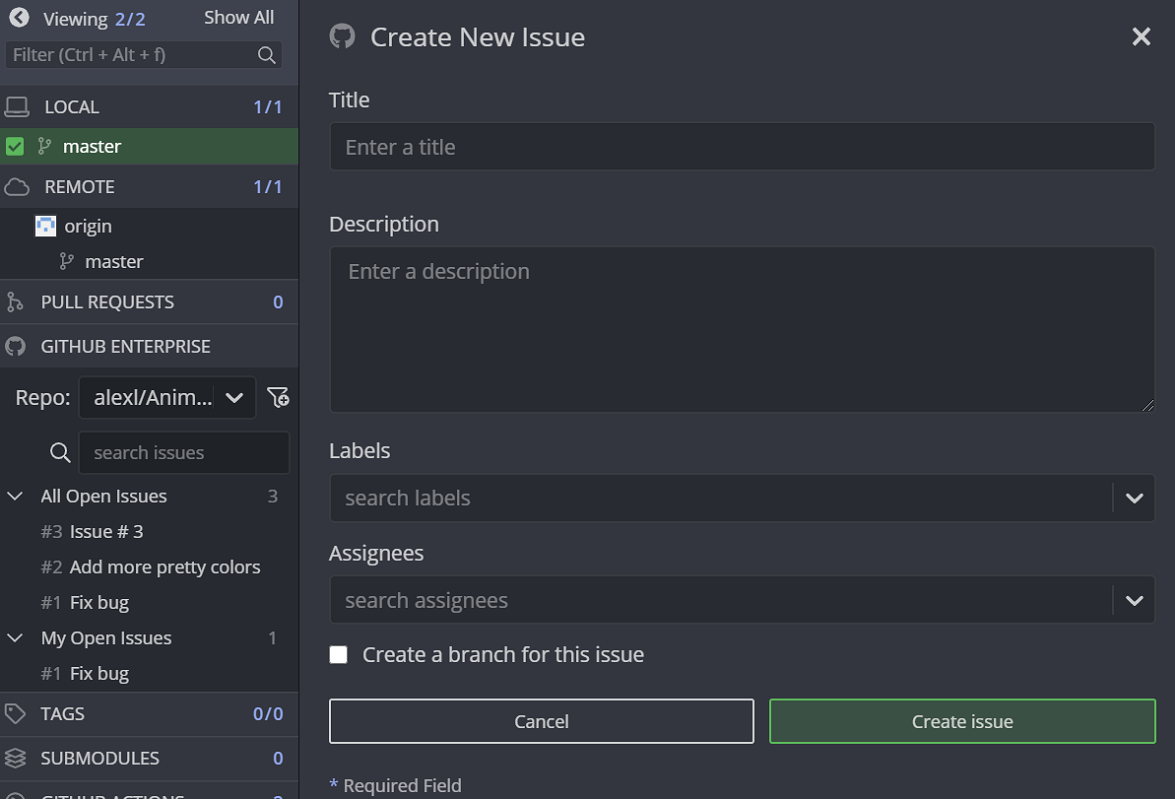 Viewing 2/2 Show All
Filter (Ctrl + Alt + f)
LOCAL 1/1
master
REMOTE 1/1
origin
master
PULL REQUESTS 0
GITHUB ENTERPRISE
Repo: alexl/Anim...
search issues
All Open Issues 3
#3 Issue # 3
#2 Add more pretty colors
#1 Fix bug
My Open Issues 1
#1 Fix bug
TAGS 0/0
SUBMODULES 0
GITHUB ACTIONS
Create New Issue
Title
Enter a title
Description
Enter a description
Labels
search labels
Assignees
search assignees
Create a branch for this issue
Cancel
Create issue
* Required Field